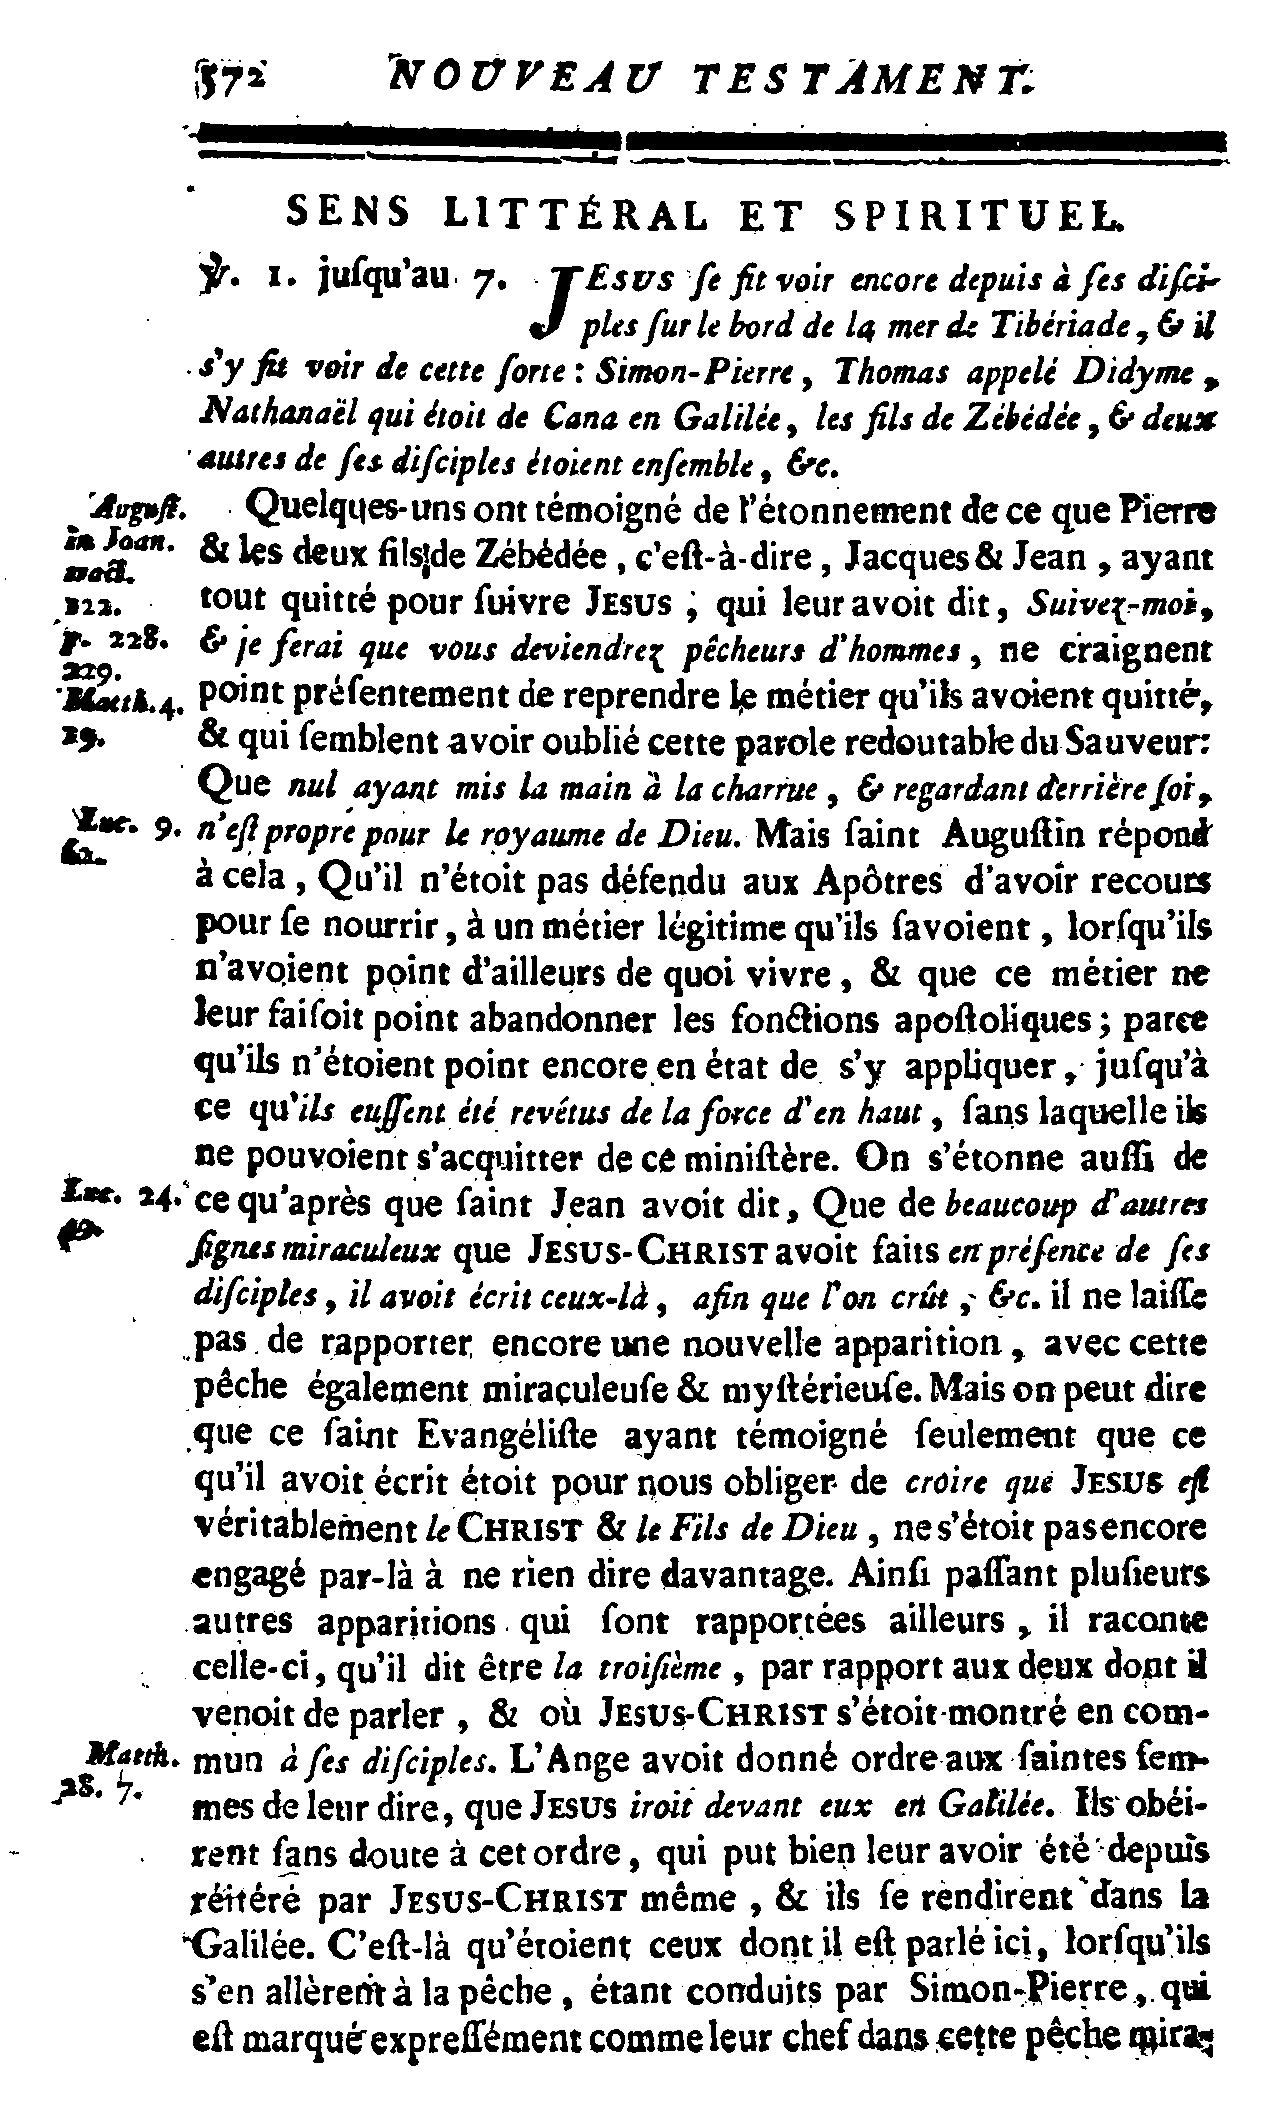 572 NOUVEAU TESTAMENT.
SENS LITTÉRAL ET SPIRITUEL.
℣. 1. juſqu'au 7. JESUS ſe fit voir encore depuis à ſes diſci-
ples ſur le bord de la mer de Tibériade, & il
s'y fit voir de cette ſorte : Simon-Pierre, Thomas appelé Didyme,
Nathanaël qui étoit de Cana en Galilée, les fils de Zébédée, & deux
autres de ſes diſciples étoient enſemble, &c.
Auguſt.
in Joan.
tract.
122.
p. 228.
229.
Matth. 4.
19.
Quelques-uns ont témoigné de l'étonnement de ce que Pierre
& les deux fils de Zébédée, c'eſt-à-dire, Jacques & Jean, ayant
tout quitté pour ſuivre JESUS ; qui leur avoit dit, Suivez-moi,
& je ferai que vous deviendrez pêcheurs d'hommes, ne craignent
point préſentement de reprendre le métier qu'ils avoient quitté,
& qui ſemblent avoir oublié cette parole redoutable du Sauveur:
Que nul ayant mis la main à la charrue, & regardant derrière ſoi,
Luc. 9.
62.
n'eſt propre pour le royaume de Dieu. Mais ſaint Auguſtin répond
à cela, Qu'il n'étoit pas défendu aux Apôtres d'avoir recours
pour ſe nourrir, à un métier légitime qu'ils ſavoient, lorſqu'ils
n'avoient point d'ailleurs de quoi vivre, & que ce métier ne
leur faiſoit point abandonner les fonctions apoſtoliques ; parce
qu'ils n'étoient point encore en état de s'y appliquer, juſqu'à
ce qu'ils euſſent été revêtus de la force d'en haut, ſans laquelle ils
ne pouvoient s'acquitter de ce miniſtère. On s'étonne auſſi de
Luc. 24.
49.
ce qu'après que ſaint Jean avoit dit, Que de beaucoup d'autres
ſignes miraculeux que JESUS-CHRIST avoit faits en préſence de ſes
diſciples, il avoit écrit ceux-là, afin que l'on crût, &c. il ne laiſſe
pas de rapporter encore une nouvelle apparition, avec cette
pêche également miraculeuſe & myſtérieuſe. Mais on peut dire
que ce ſaint Evangéliſte ayant témoigné ſeulement que ce
qu'il avoit écrit étoit pour nous obliger de croire que JESUS eſt
véritablement le CHRIST & le Fils de Dieu, ne s'étoit pas encore
engagé par-là à ne rien dire davantage. Ainſi paſſant pluſieurs
autres apparitions qui ſont rapportées ailleurs, il raconte
celle-ci, qu'il dit être la troiſième, par rapport aux deux dont il
venoit de parler, & où JESUS-CHRIST s'étoit montré en com-
Matth.
28. 7.
mun à ſes diſciples. L'Ange avoit donné ordre aux ſaintes fem-
mes de leur dire, que JESUS iroit devant eux en Galilée. Ils obéi-
rent ſans doute à cet ordre, qui put bien leur avoir été depuis
réitéré par JESUS-CHRIST même, & ils ſe rendirent dans la
Galilée. C'eſt-là qu'étoient ceux dont il eſt parlé ici, lorſqu'ils
s'en allèrent à la pêche, étant conduits par Simon-Pierre, qui
eſt marqué expreſſément comme leur chef dans cette pêche mira-